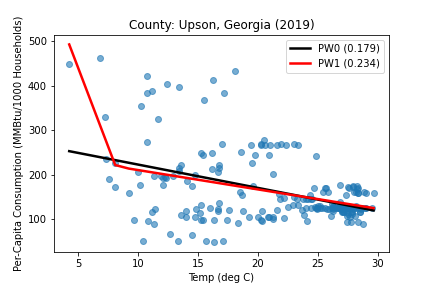 County: Upson, Georgia (2019)
PW0 (0.179)
PW1 (0.234)
Per-Capita Consumption (MMBtu/1000 Households)
500
400
300
200
100
5 10 15 20 25 30
Temp (deg C)